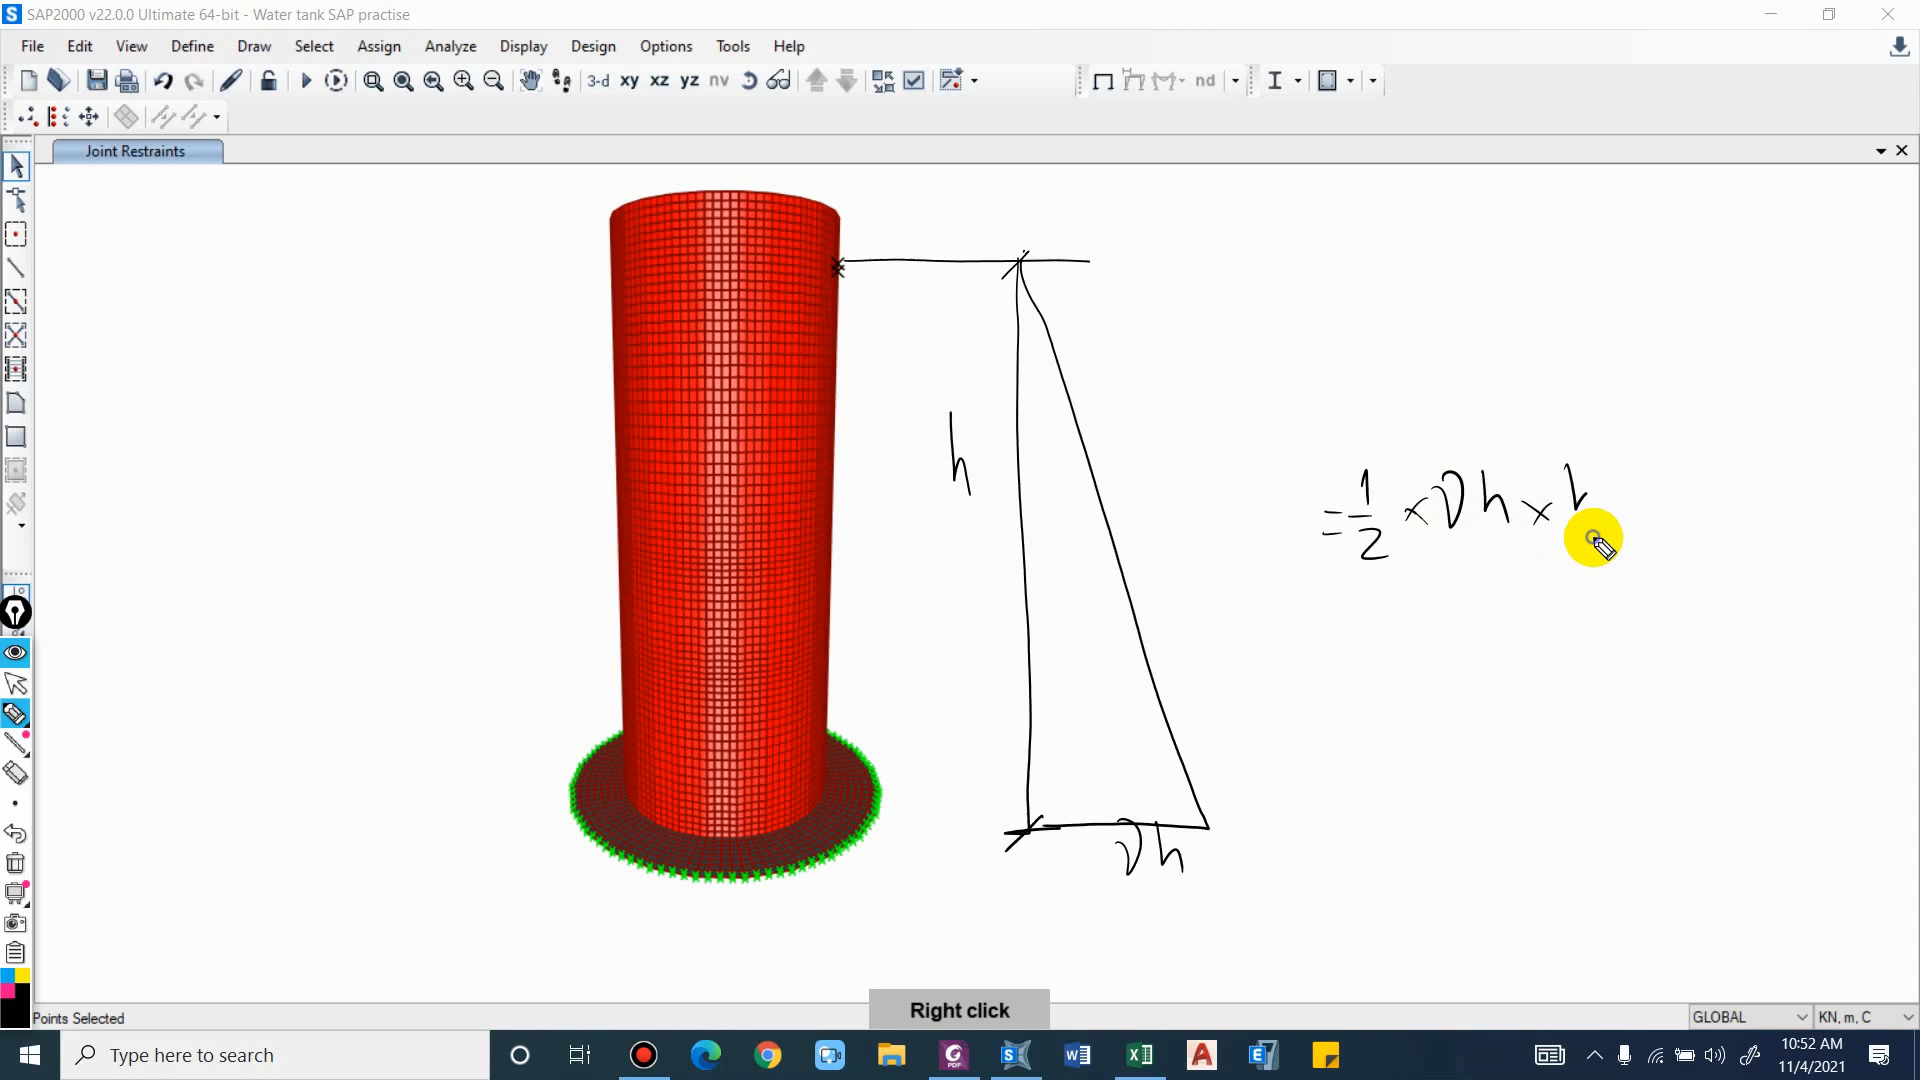 SAP2000 v22.0.0 Ultimate 64-bit - Water tank SAP practise
File Edit View Define Draw Select Assign Analyze Display Design Options Tools Help
3-d xy xz yz nv nd
Joint Restraints
h
= 1/2 × γh × h
γh
Right click
Points Selected
GLOBAL
KN, m, C
Type here to search
10:52 AM
11/4/2021